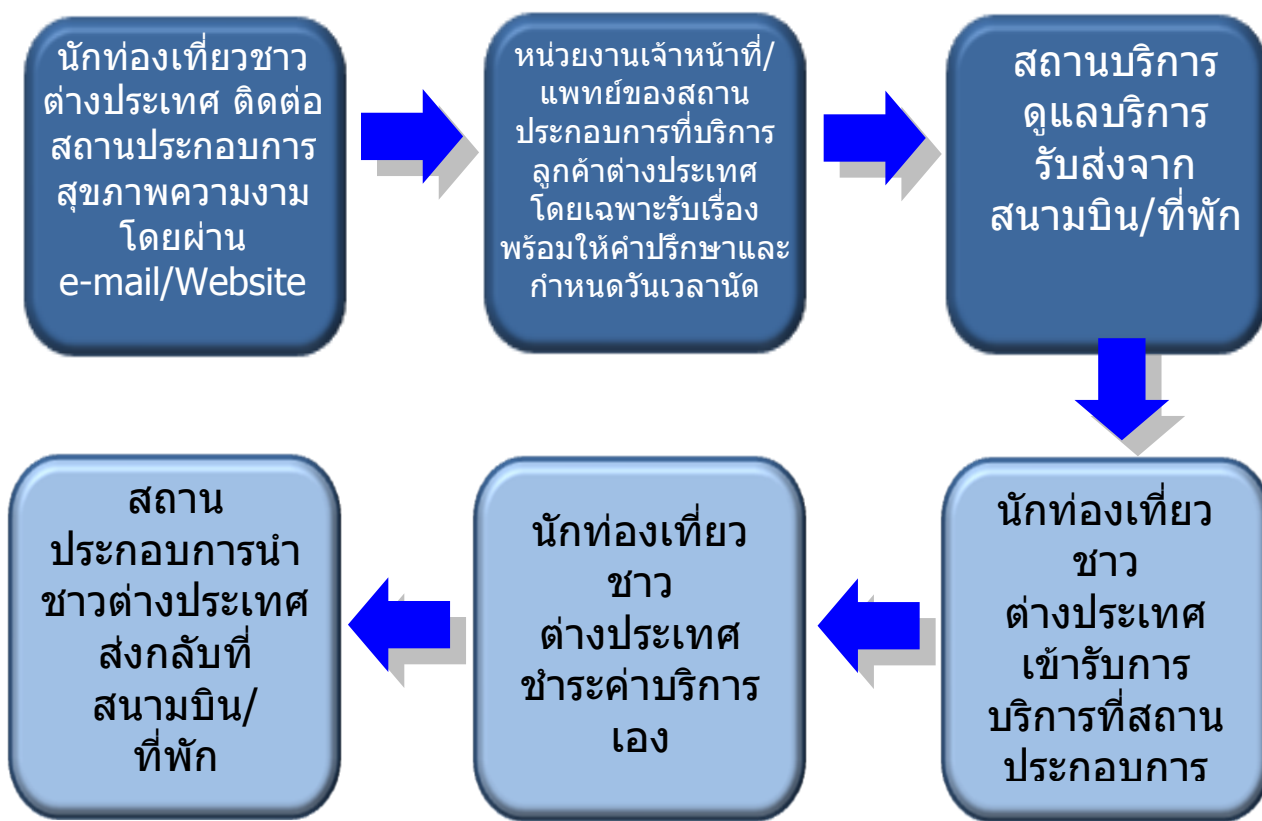 นักท่องเที่ยวชาว
ต่างประเทศ ติดต่อ
สถานประกอบการ
สุขภาพความงาม
โดยผ่าน
e-mail/Website
หน่วยงานเจ้าหน้าที่/
แพทย์ของสถาน
ประกอบการที่บริการ
ลูกค้าต่างประเทศ
โดยเฉพาะรับเรื่อง
พร้อมให้คำปรึกษาและ
กำหนดวันเวลานัด
สถานบริการ
ดูแลบริการ
รับส่งจาก
สนามบิน/ที่พัก
นักท่องเที่ยว
ชาว
ต่างประเทศ
เข้ารับการ
บริการที่สถาน
ประกอบการ
นักท่องเที่ยว
ชาว
ต่างประเทศ
ชำระค่าบริการ
เอง
สถาน
ประกอบการนำ
ชาวต่างประเทศ
ส่งกลับที่
สนามบิน/
ที่พัก